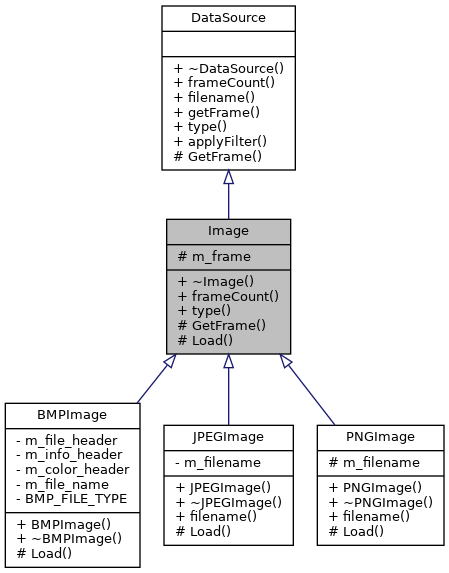 DataSource
+ ~DataSource()
+ frameCount()
+ filename()
+ getFrame()
+ type()
+ applyFilter()
# GetFrame()
Image
# m_frame
+ ~Image()
+ frameCount()
+ type()
# GetFrame()
# Load()
BMPImage
- m_file_header
- m_info_header
- m_color_header
- m_file_name
- BMP_FILE_TYPE
+ BMPImage()
+ ~BMPImage()
# Load()
JPEGImage
- m_filename
+ JPEGImage()
+ ~JPEGImage()
+ filename()
# Load()
PNGImage
# m_filename
+ PNGImage()
+ ~PNGImage()
+ filename()
# Load()